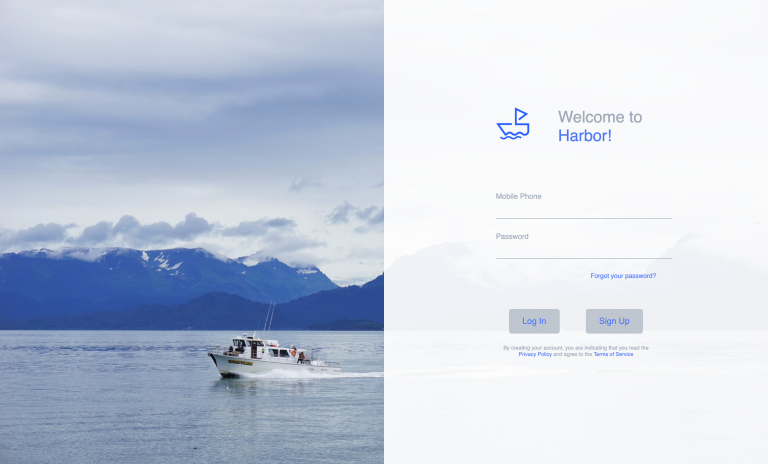 Welcome to
Harbor!
Mobile Phone
Password
Forgot your password?
Log In
Sign Up
By creating your account, you are indicating that you read the
Privacy Policy and agree to the Terms of Service